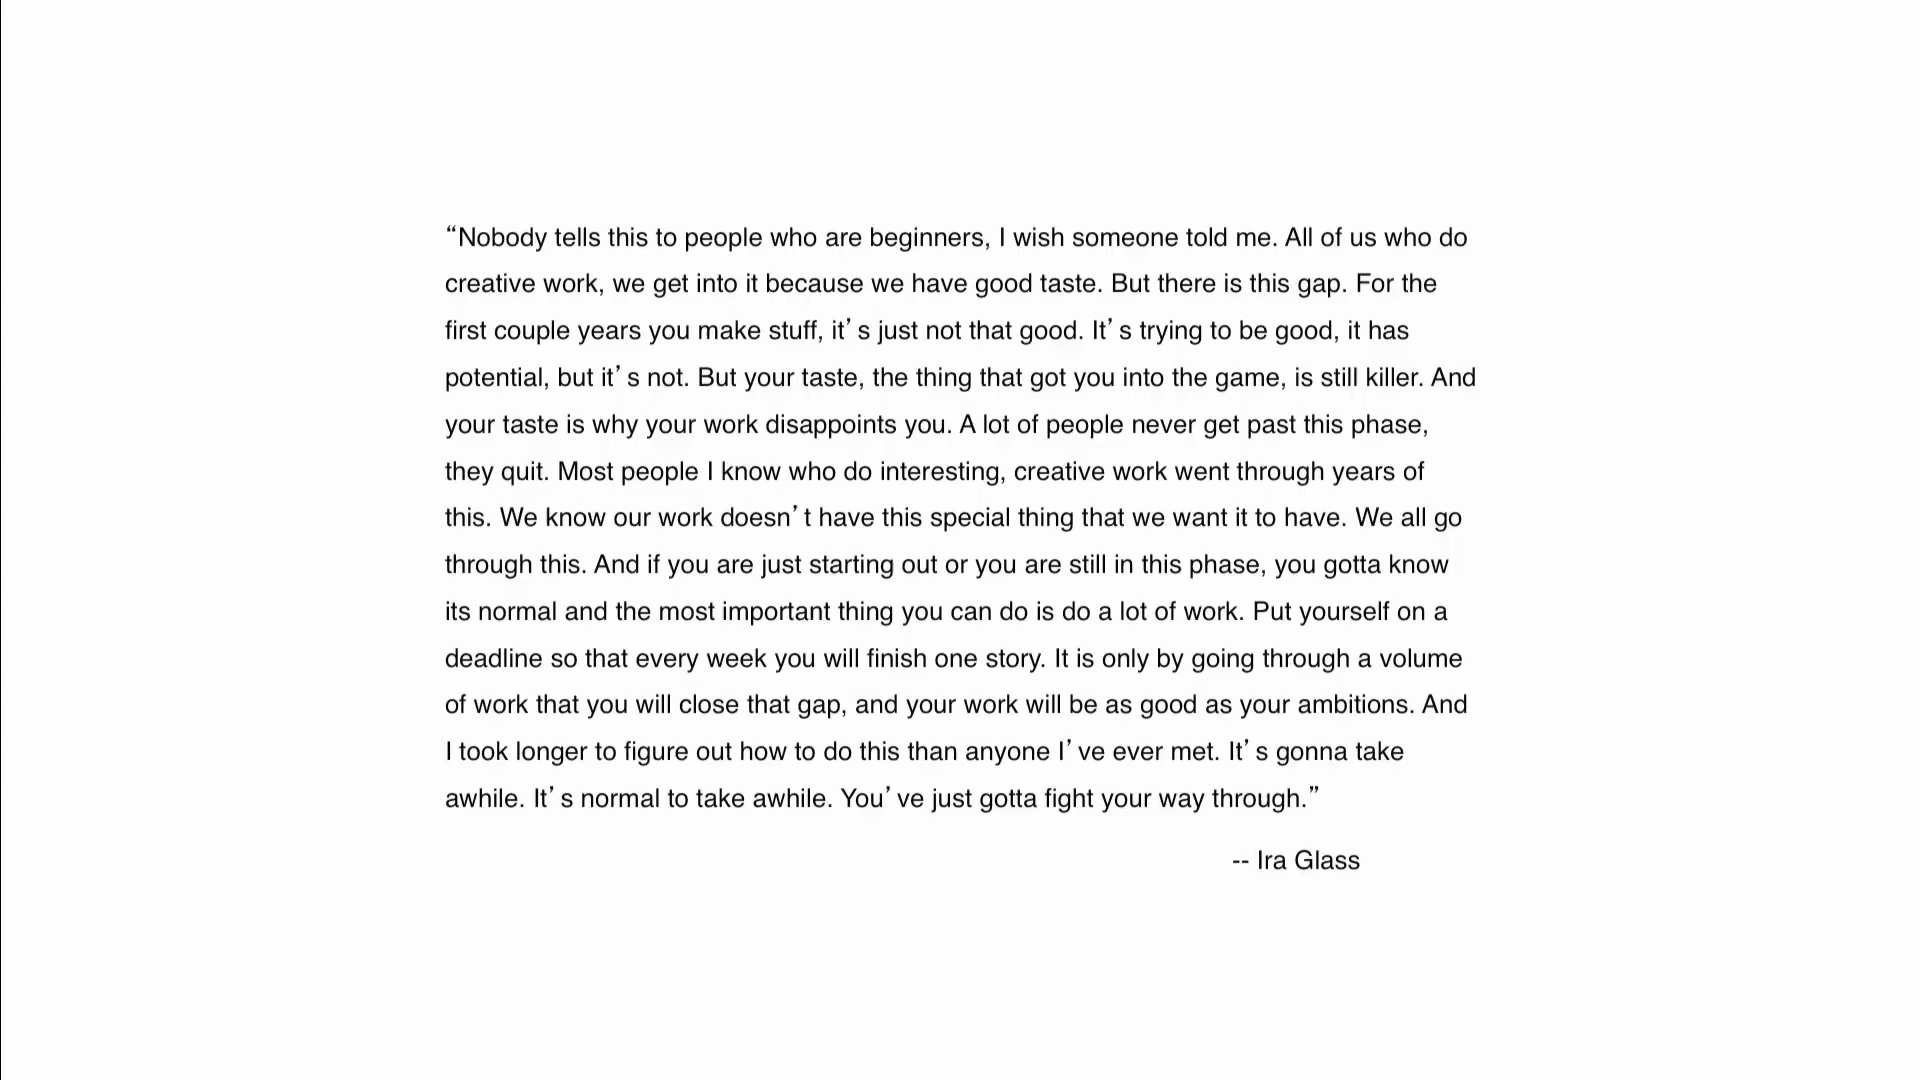 “Nobody tells this to people who are beginners, I wish someone told me. All of us who do
creative work, we get into it because we have good taste. But there is this gap. For the
first couple years you make stuff, it’s just not that good. It’s trying to be good, it has
potential, but it’s not. But your taste, the thing that got you into the game, is still killer. And
your taste is why your work disappoints you. A lot of people never get past this phase,
they quit. Most people I know who do interesting, creative work went through years of
this. We know our work doesn’t have this special thing that we want it to have. We all go
through this. And if you are just starting out or you are still in this phase, you gotta know
its normal and the most important thing you can do is do a lot of work. Put yourself on a
deadline so that every week you will finish one story. It is only by going through a volume
of work that you will close that gap, and your work will be as good as your ambitions. And
I took longer to figure out how to do this than anyone I’ve ever met. It’s gonna take
awhile. It’s normal to take awhile. You’ve just gotta fight your way through.”
-- Ira Glass